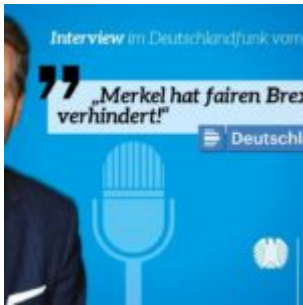 Interview im Deutschlandfunk vom
„Merkel hat fairen Brex
verhindert!“
Deutschl